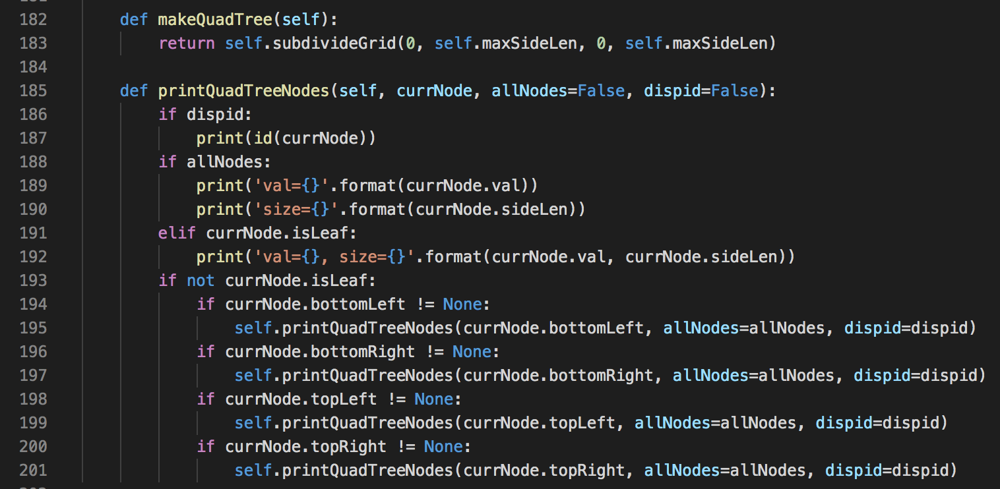 182 def makeQuadTree(self):
183 return self.subdivideGrid(0, self.maxSideLen, 0, self.maxSideLen)
184
185 def printQuadTreeNodes(self, currNode, allNodes=False, dispid=False):
186 if dispid:
187 print(id(currNode))
188 if allNodes:
189 print('val={}'.format(currNode.val))
190 print('size={}'.format(currNode.sideLen))
191 elif currNode.isLeaf:
192 print('val={}, size={}'.format(currNode.val, currNode.sideLen))
193 if not currNode.isLeaf:
194 if currNode.bottomLeft != None:
195 self.printQuadTreeNodes(currNode.bottomLeft, allNodes=allNodes, dispid=dispid)
196 if currNode.bottomRight != None:
197 self.printQuadTreeNodes(currNode.bottomRight, allNodes=allNodes, dispid=dispid)
198 if currNode.topLeft != None:
199 self.printQuadTreeNodes(currNode.topLeft, allNodes=allNodes, dispid=dispid)
200 if currNode.topRight != None:
201 self.printQuadTreeNodes(currNode.topRight, allNodes=allNodes, dispid=dispid)